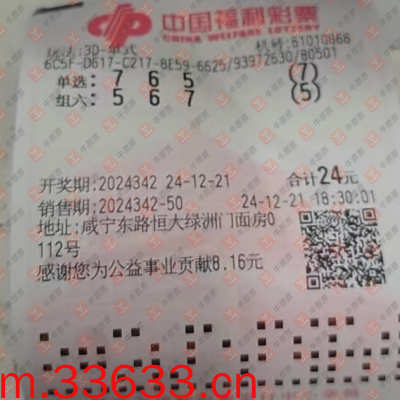 中国福利彩票
CHINA WELFARE LOTTERY
玩法:3D-单式 机号:61010866
6C5F-D617-C217-8E59-6625/93972630/B0501
单选: 7 6 5 (7)
组六: 5 6 7 (5)
开奖期:2024342 24-12-21 合计24元
销售期:2024342-50 24-12-21 18:30:01
地址:咸宁东路恒大绿洲门面房0
112号
感谢您为公益事业贡献8.16元
m.33633.cn